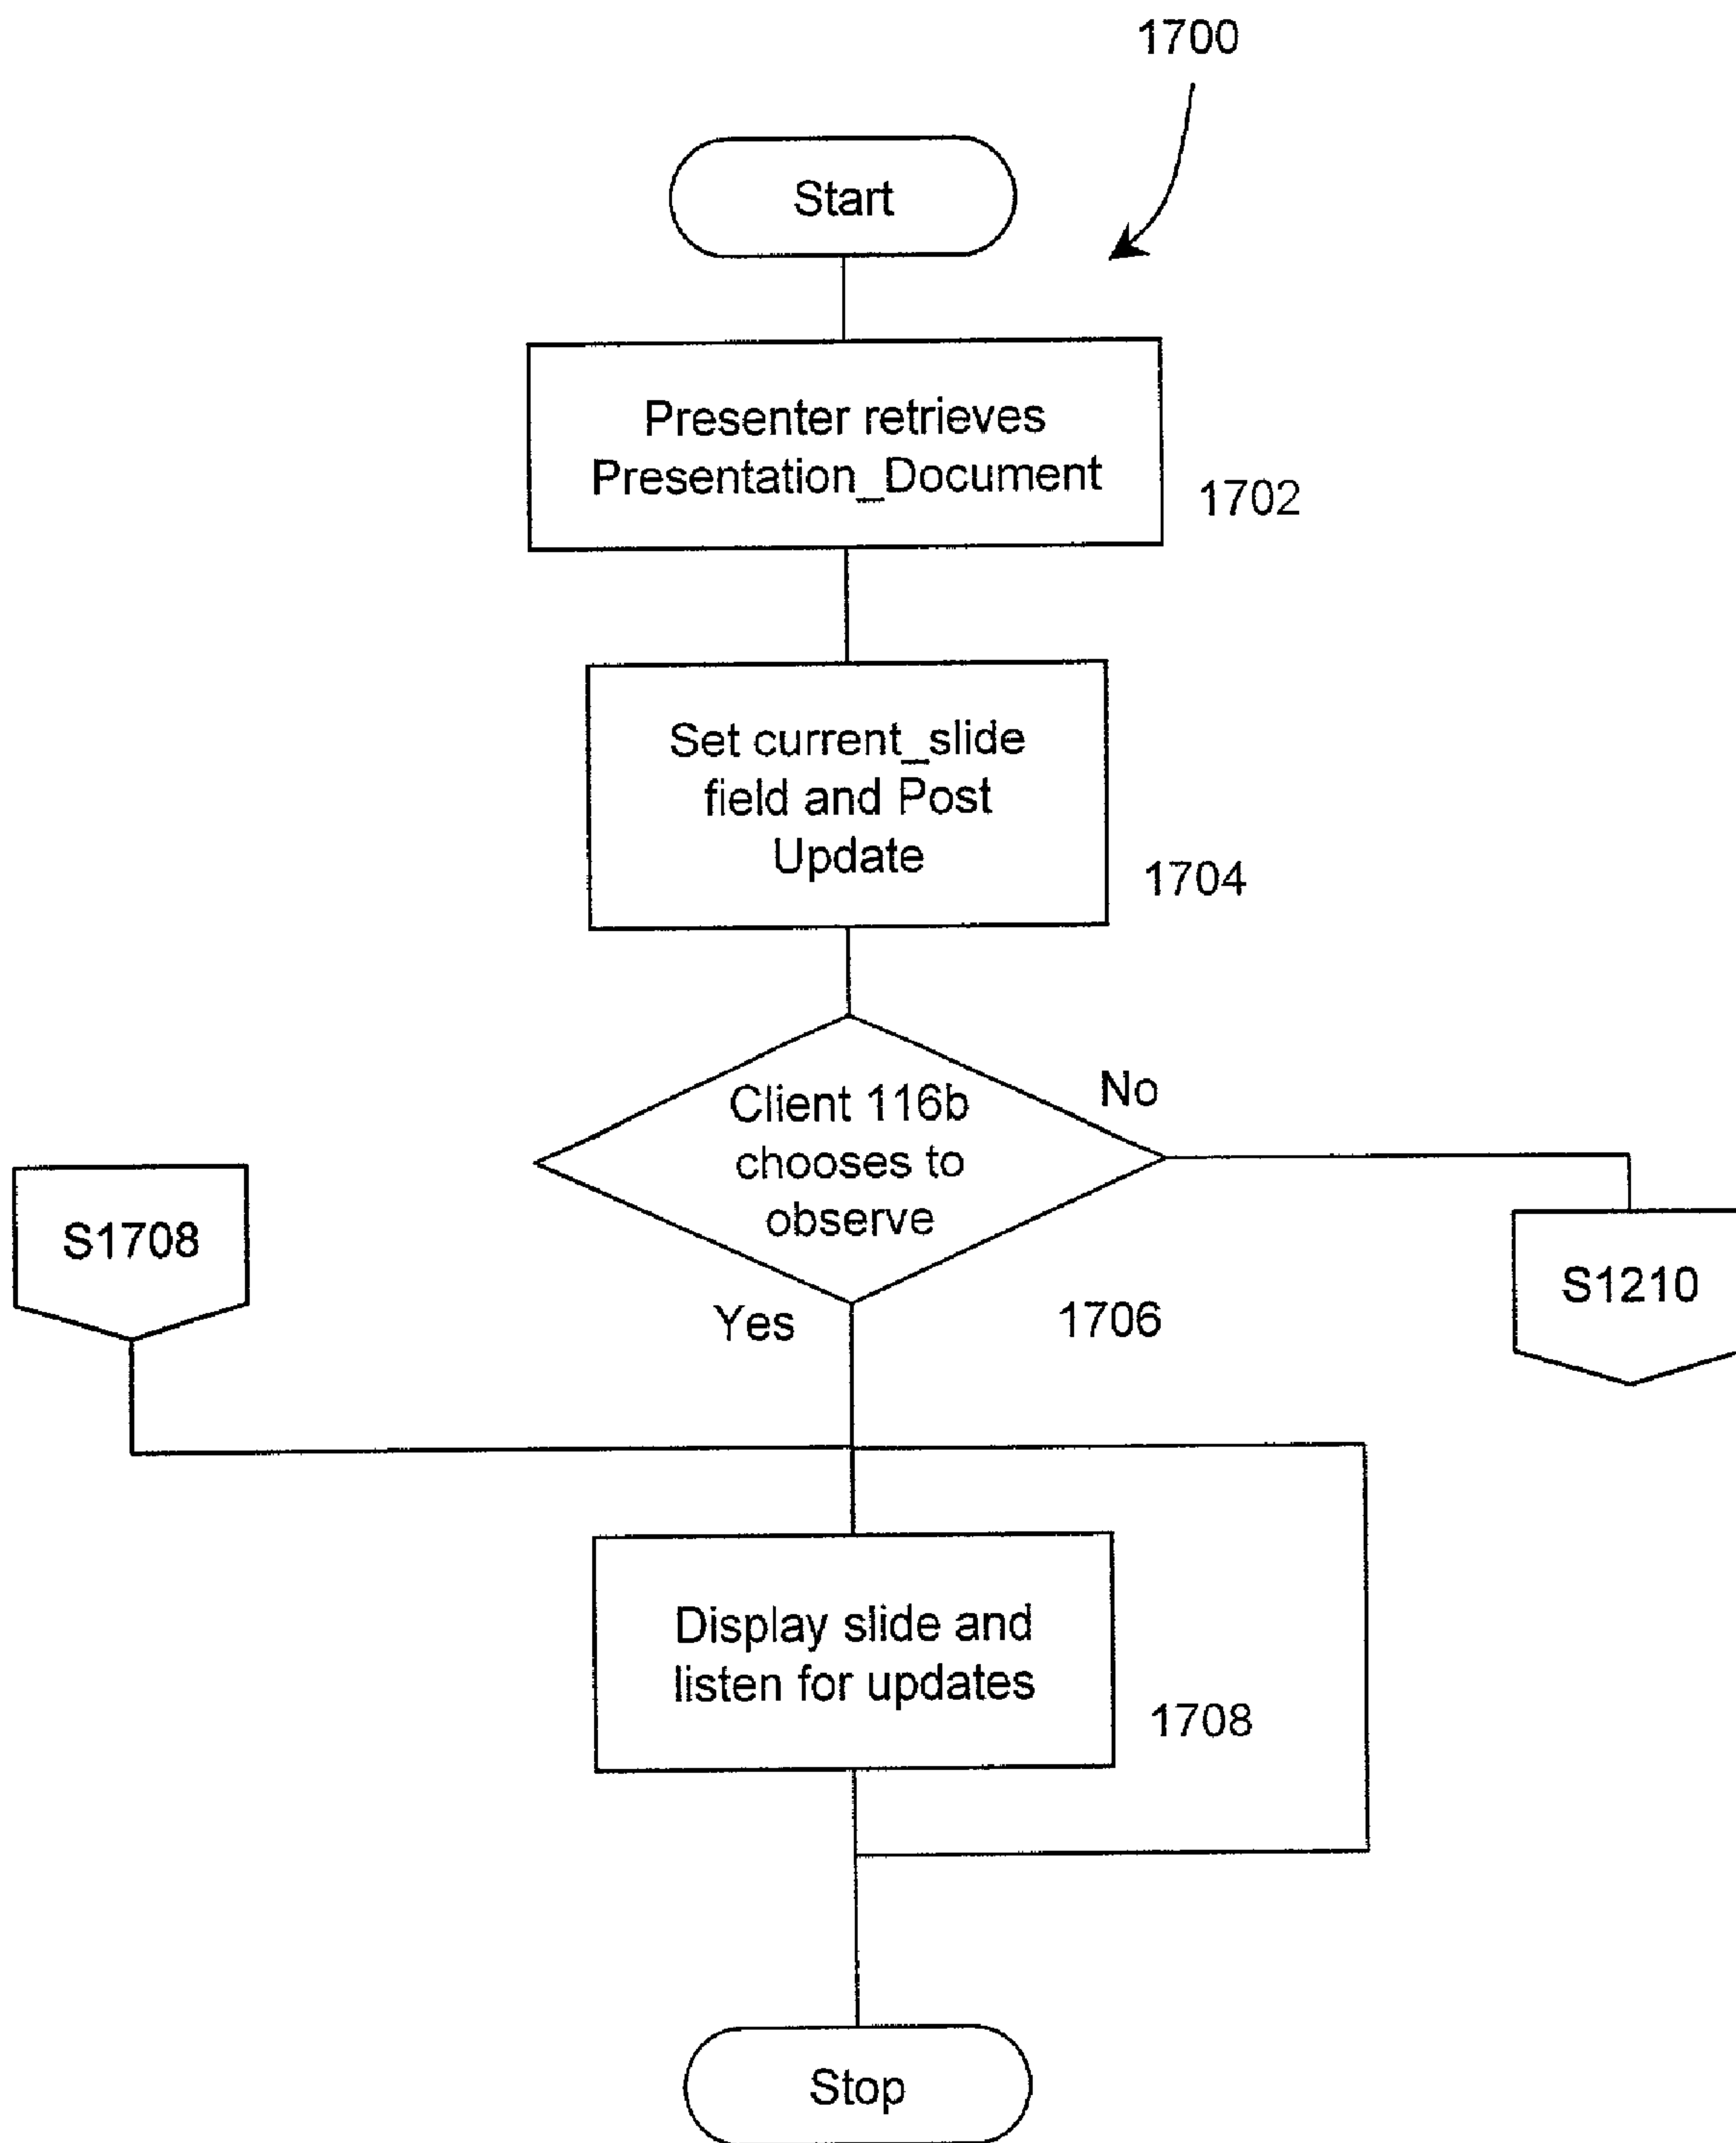 1700
Start
Presenter retrieves
Presentation_Document
1702
Set current_slide
field and Post
Update
1704
Client 116b
chooses to
observe
No
S1708
S1210
Yes
1706
Display slide and
listen for updates
1708
Stop